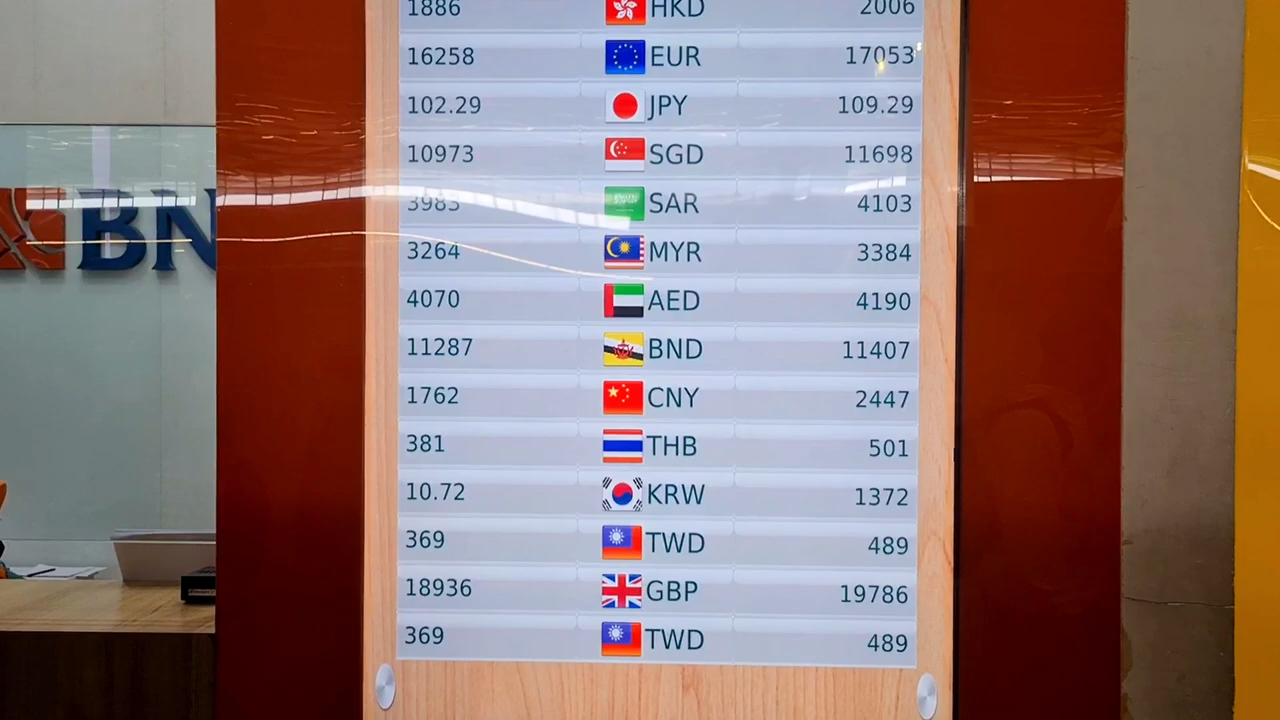 1886 HKD 2006
16258 EUR 17053
102.29 JPY 109.29
10973 SGD 11698
3985 SAR 4103
3264 MYR 3384
4070 AED 4190
11287 BND 11407
1762 CNY 2447
381 THB 501
10.72 KRW 1372
369 TWD 489
18936 GBP 19786
369 TWD 489
BN